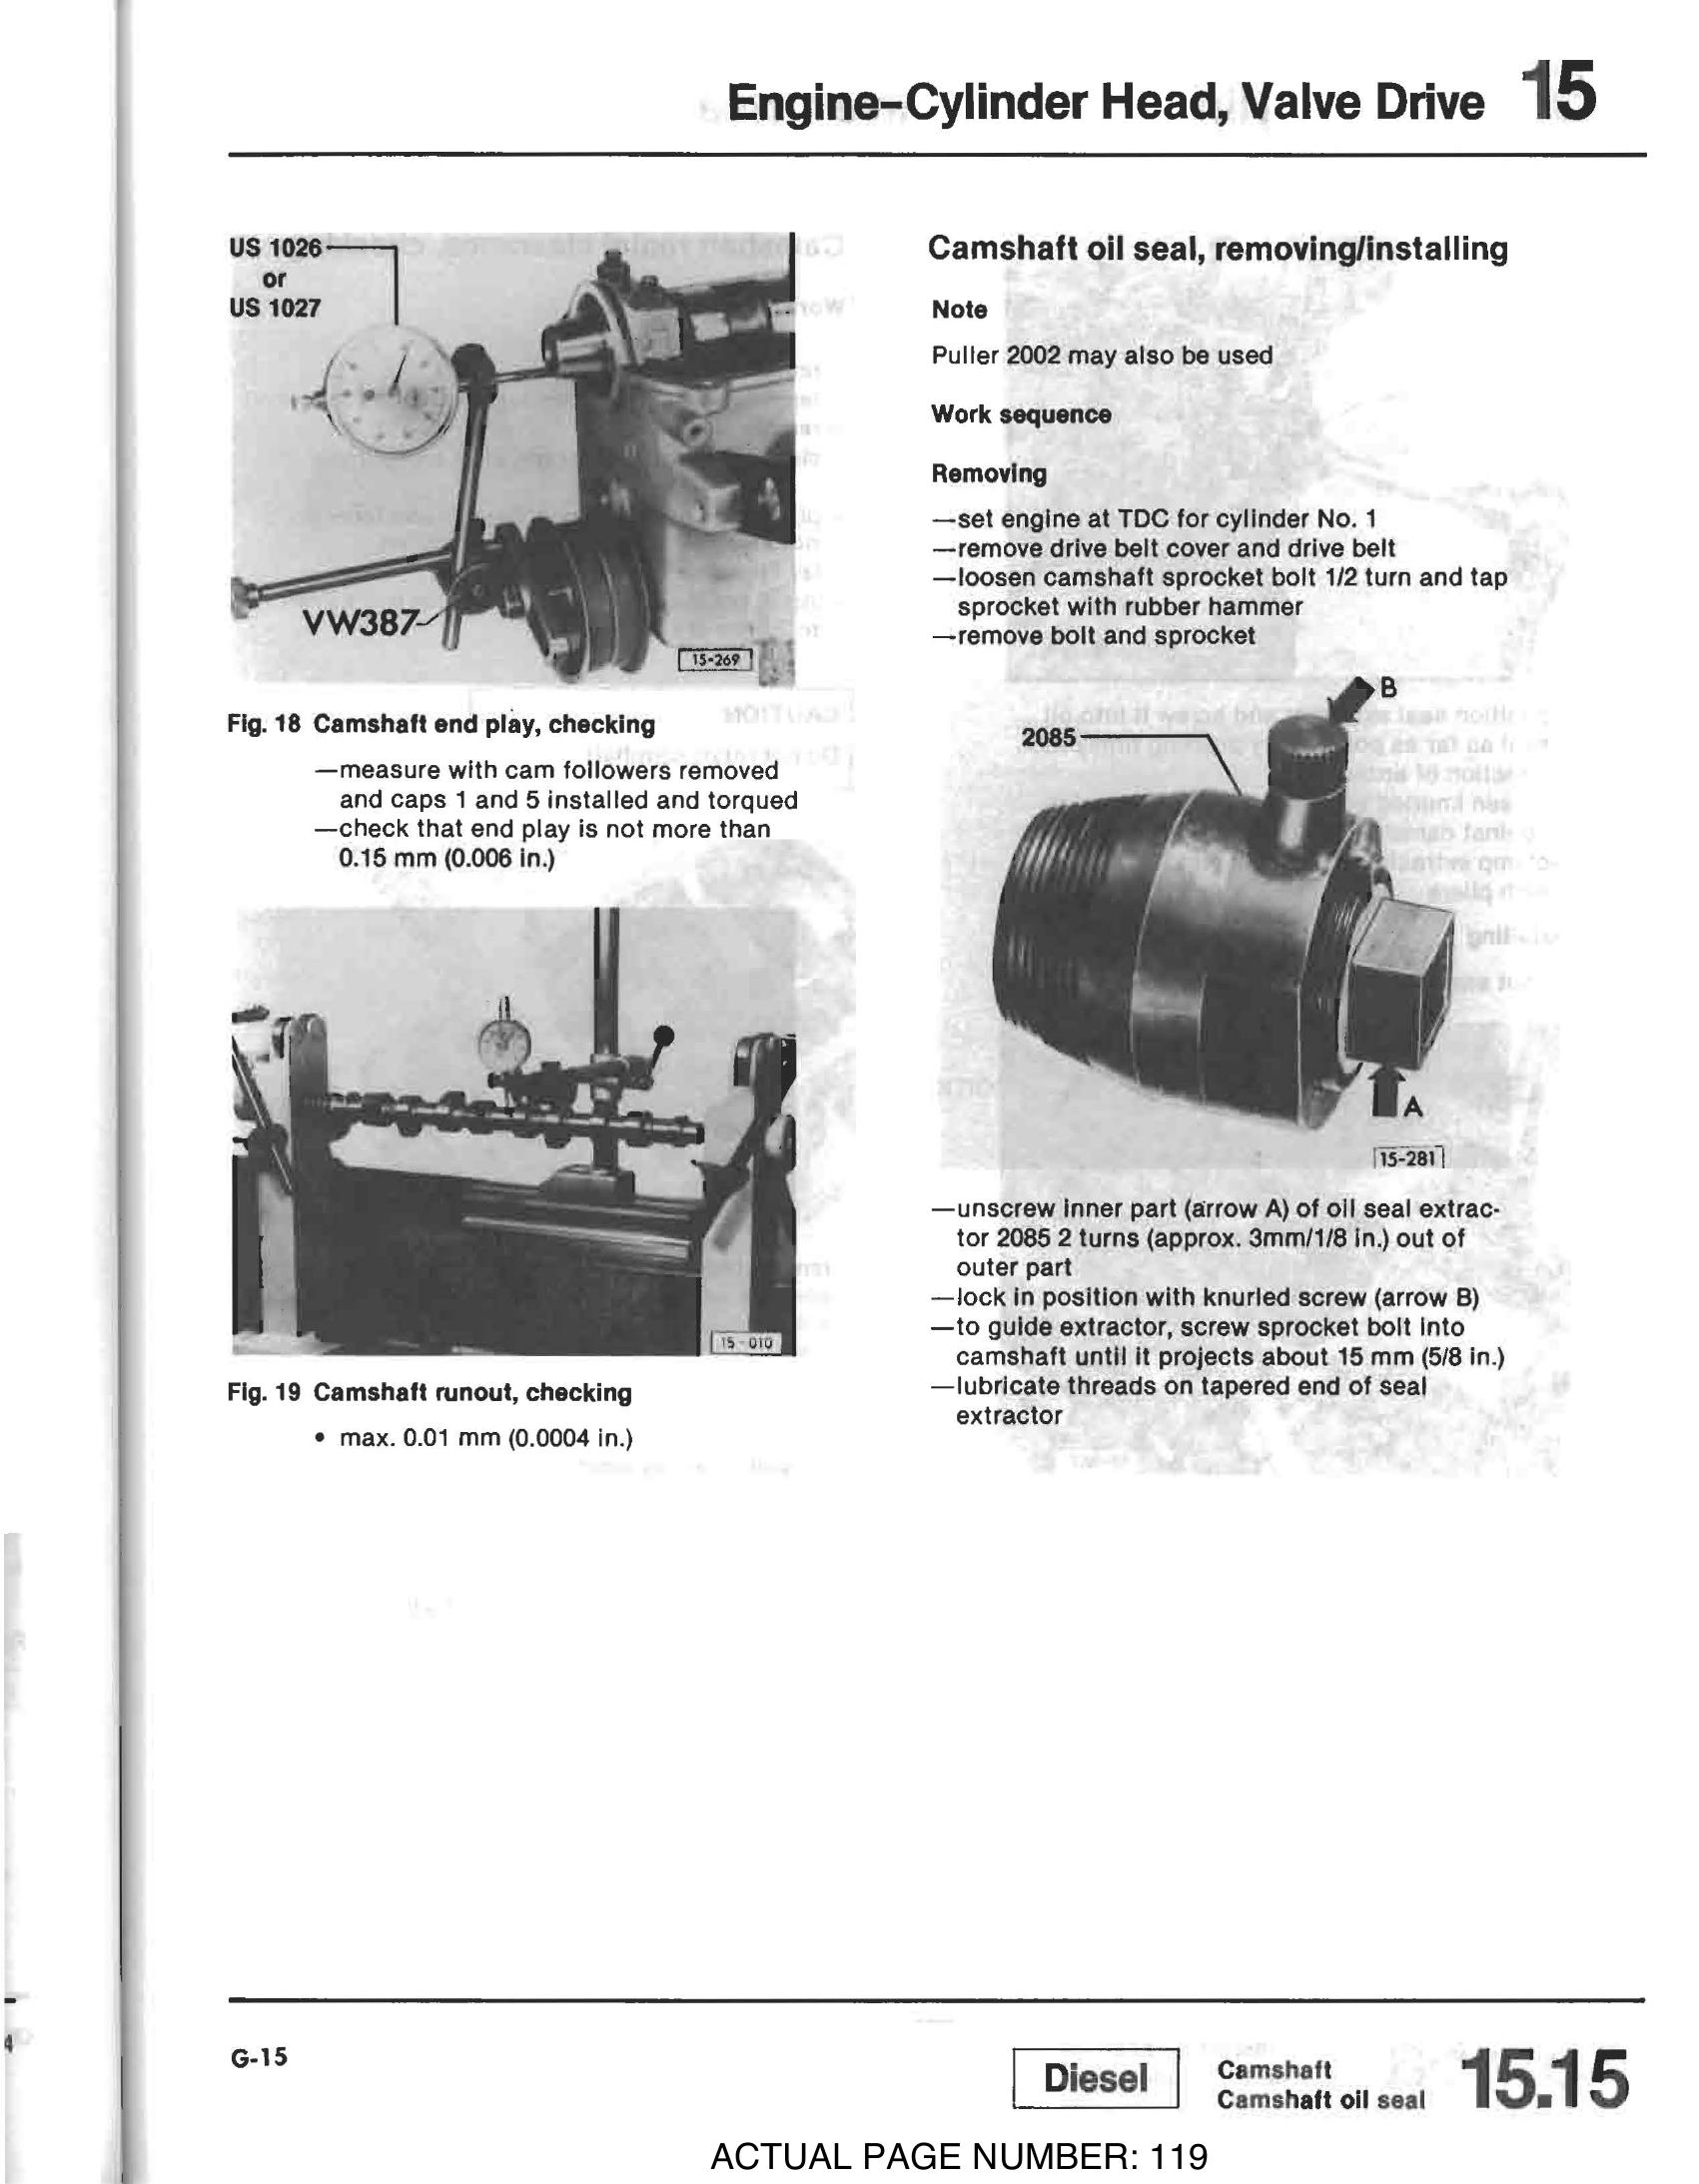 Engine–Cylinder Head, Valve Drive 15
US 1026
or
US 1027
VW387
15-269
Fig. 18 Camshaft end play, checking
—measure with cam followers removed
and caps 1 and 5 installed and torqued
—check that end play is not more than
0.15 mm (0.006 in.)
15-010
Fig. 19 Camshaft runout, checking
• max. 0.01 mm (0.0004 in.)
Camshaft oil seal, removing/installing
Note
Puller 2002 may also be used
Work sequence
Removing
—set engine at TDC for cylinder No. 1
—remove drive belt cover and drive belt
—loosen camshaft sprocket bolt 1/2 turn and tap
sprocket with rubber hammer
—remove bolt and sprocket
B
2085
A
15-281
—unscrew inner part (arrow A) of oil seal extrac-
tor 2085 2 turns (approx. 3mm/1/8 in.) out of
outer part
—lock in position with knurled screw (arrow B)
—to guide extractor, screw sprocket bolt into
camshaft until it projects about 15 mm (5/8 in.)
—lubricate threads on tapered end of seal
extractor
G-15
Diesel
Camshaft
Camshaft oil seal
15.15
ACTUAL PAGE NUMBER: 119